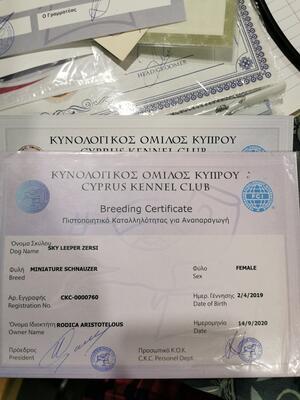 Ο Γραμματέας
HEAD GROOMER
ΚΥΝΟΛΟΓΙΚΟΣ ΟΜΙΛΟΣ ΚΥΠΡΟΥ
CYPRUS KENNEL CLUB
ΚΥΝΟΛΟΓΙΚΟΣ ΟΜΙΛΟΣ ΚΥΠΡΟΥ
CYPRUS KENNEL CLUB
FCI
Breeding Certificate
Πιστοποιητικό Καταλληλότητας για Αναπαραγωγή
Όνομα Σκύλου
Dog Name
SKY LEEPER ZERSI
Φυλή MINIATURE SCHNAUZER
Breed
Φύλο FEMALE
Sex
Αρ. Εγγραφής CKC-0000760
Registration No.
Ημερ. Γέννησης 2/4/2019
Date of Birth
Όνομα Ιδιοκτήτη RODICA ARISTOTELOUS
Owner Name
Ημερομηνία 14/9/2020
Date
Πρόεδρος
President
Προσωπικό Κ.Ο.Κ.
C.K.C Personel Dept.